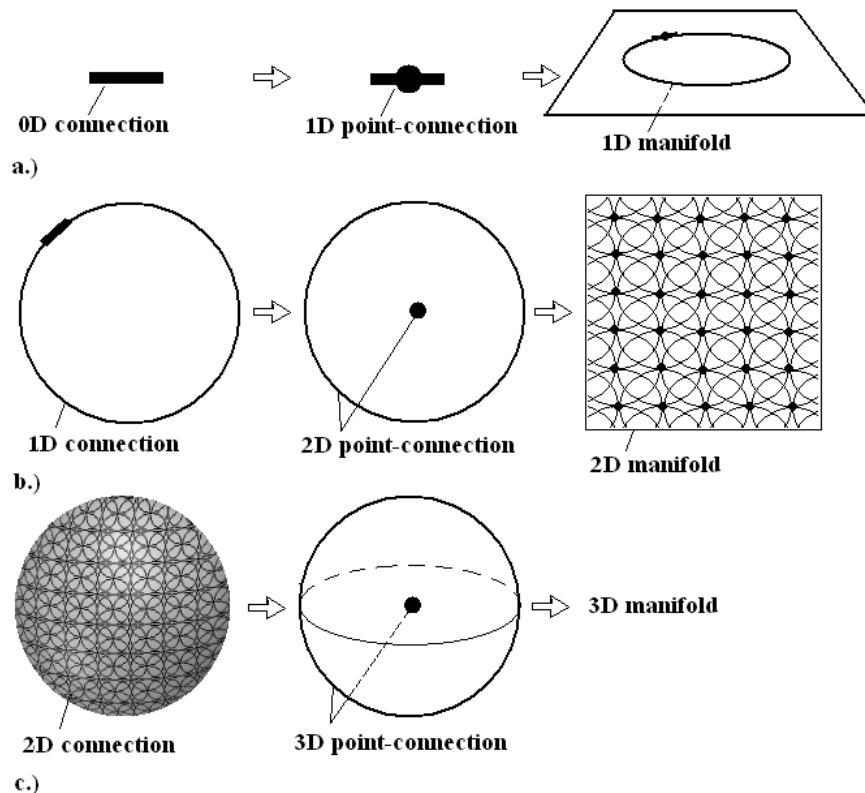 0D connection
1D point-connection
1D manifold
a.)
1D connection
2D point-connection
2D manifold
b.)
3D manifold
2D connection
3D point-connection
c.)